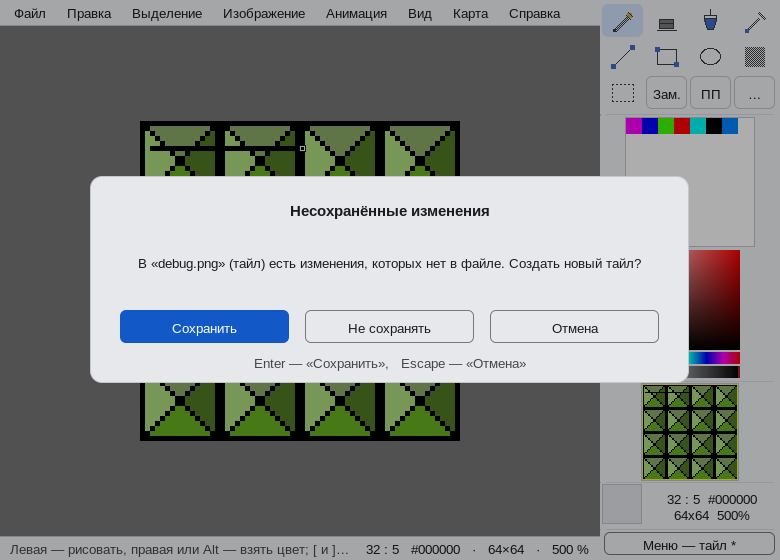 Файл Правка Выделение Изображение Анимация Вид Карта Справка
Зам. ПП ...
Несохранённые изменения
В «debug.png» (тайл) есть изменения, которых нет в файле. Создать новый тайл?
Сохранить Не сохранять Отмена
Enter — «Сохранить», Escape — «Отмена»
32 : 5 #000000
64x64 500%
Меню — тайл *
Левая — рисовать, правая или Alt — взять цвет; [ и ]… 32 : 5 #000000 · 64×64 · 500 %